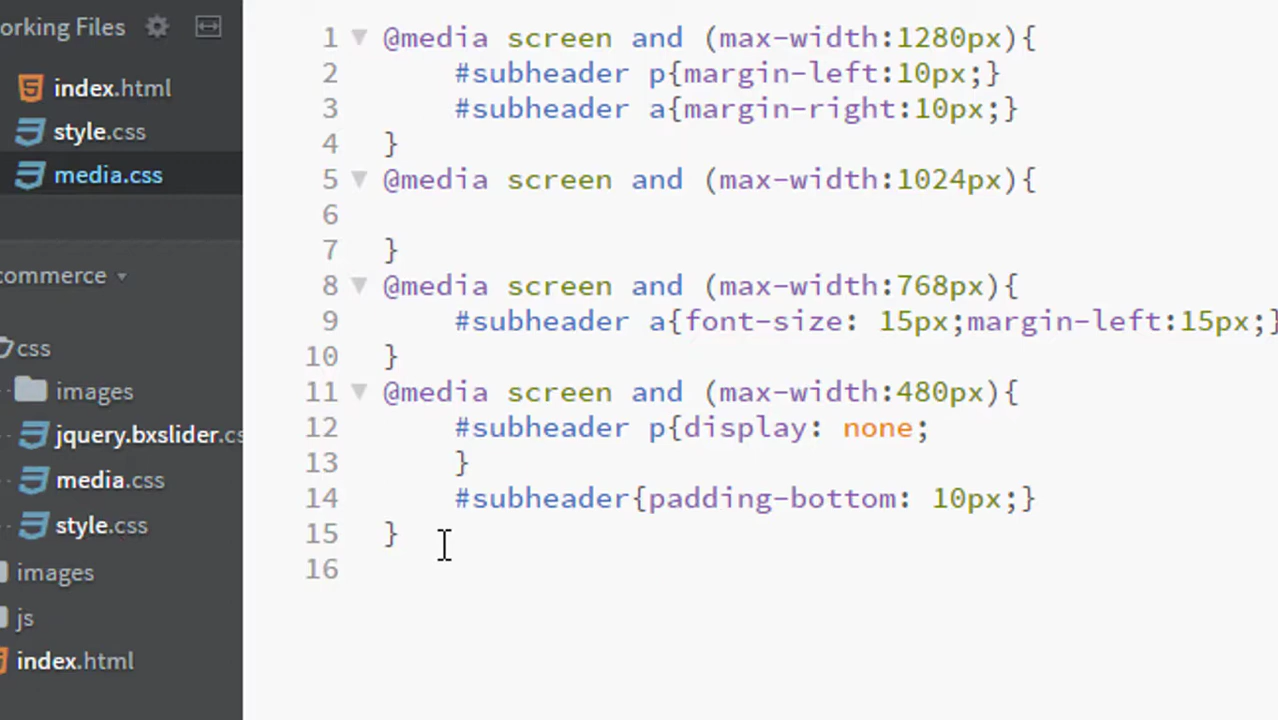 orking Files
index.html
style.css
media.css
commerce
css
images
jquery.bxslider.cs
media.css
style.css
images
js
index.html
1 @media screen and (max-width:1280px){
2 #subheader p{margin-left:10px;}
3 #subheader a{margin-right:10px;}
4 }
5 @media screen and (max-width:1024px){
6
7 }
8 @media screen and (max-width:768px){
9 #subheader a{font-size: 15px;margin-left:15px;}
10 }
11 @media screen and (max-width:480px){
12 #subheader p{display: none;
13 }
14 #subheader{padding-bottom: 10px;}
15 }
16